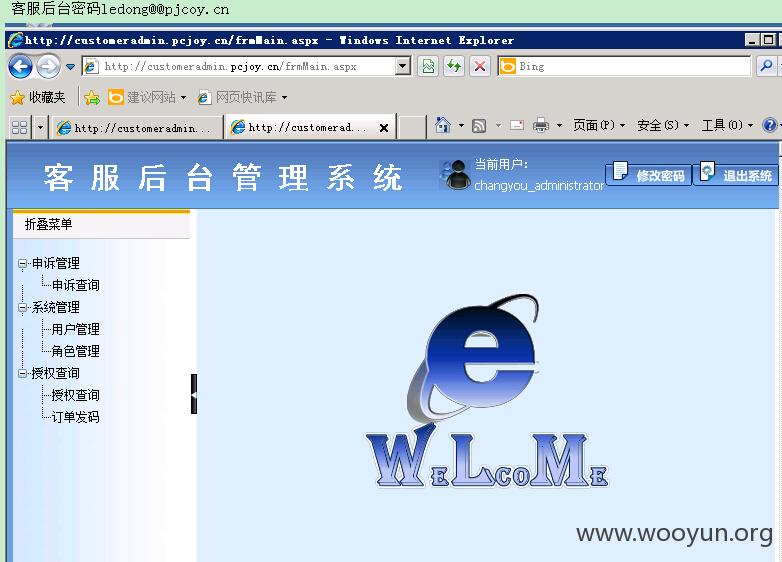 客服后台密码ledong@@pjcoy.cn
http://customeradmin.pcjoy.cn/frmMain.aspx - Windows Internet Explorer
http://customeradmin.pcjoy.cn/frmMain.aspx
Bing
收藏夹
建议网站
网页快讯库
http://customeradmin...
http://customerad...
页面(P)
安全(S)
工具(O)
客服后台管理系统
当前用户:
changyou_administrator
修改密码
退出系统
折叠菜单
申诉管理
申诉查询
系统管理
用户管理
角色管理
授权查询
授权查询
订单发码
WeLcoMe
www.wooyun.org